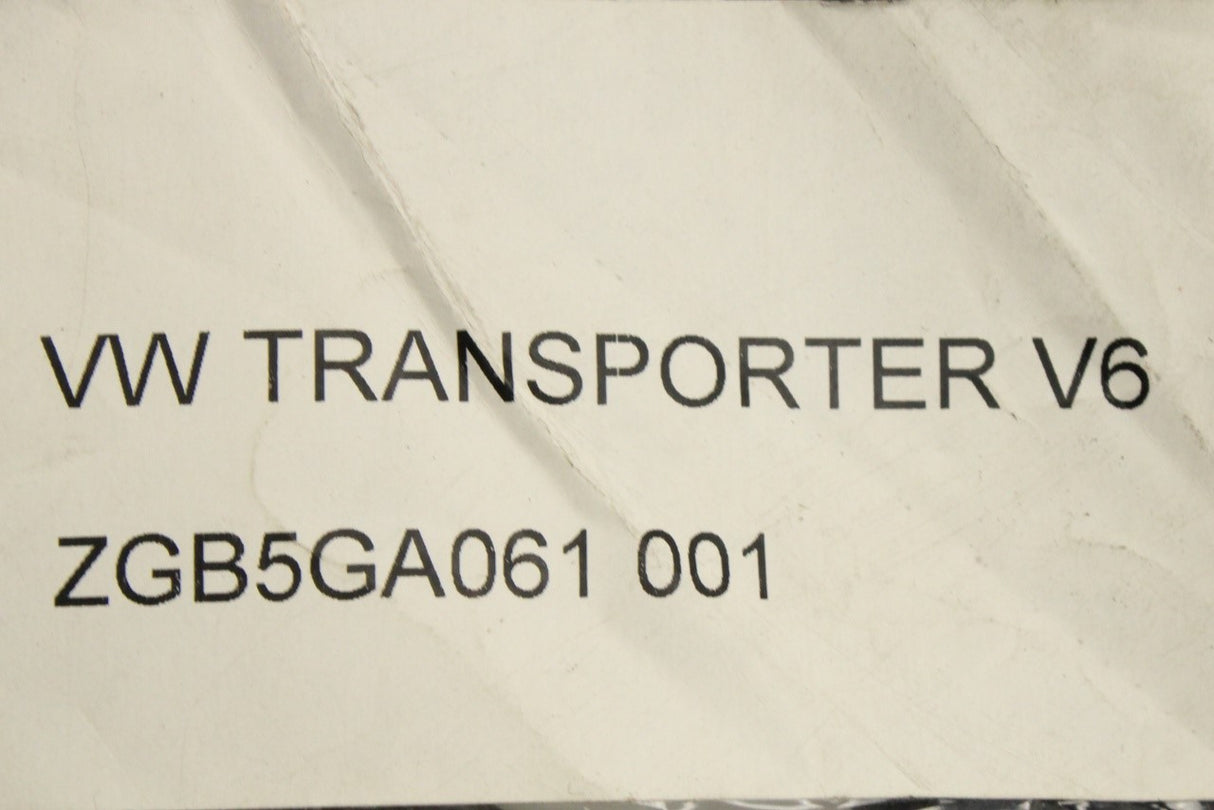 VW TRANSPORTER V6
ZGB5GA061 001